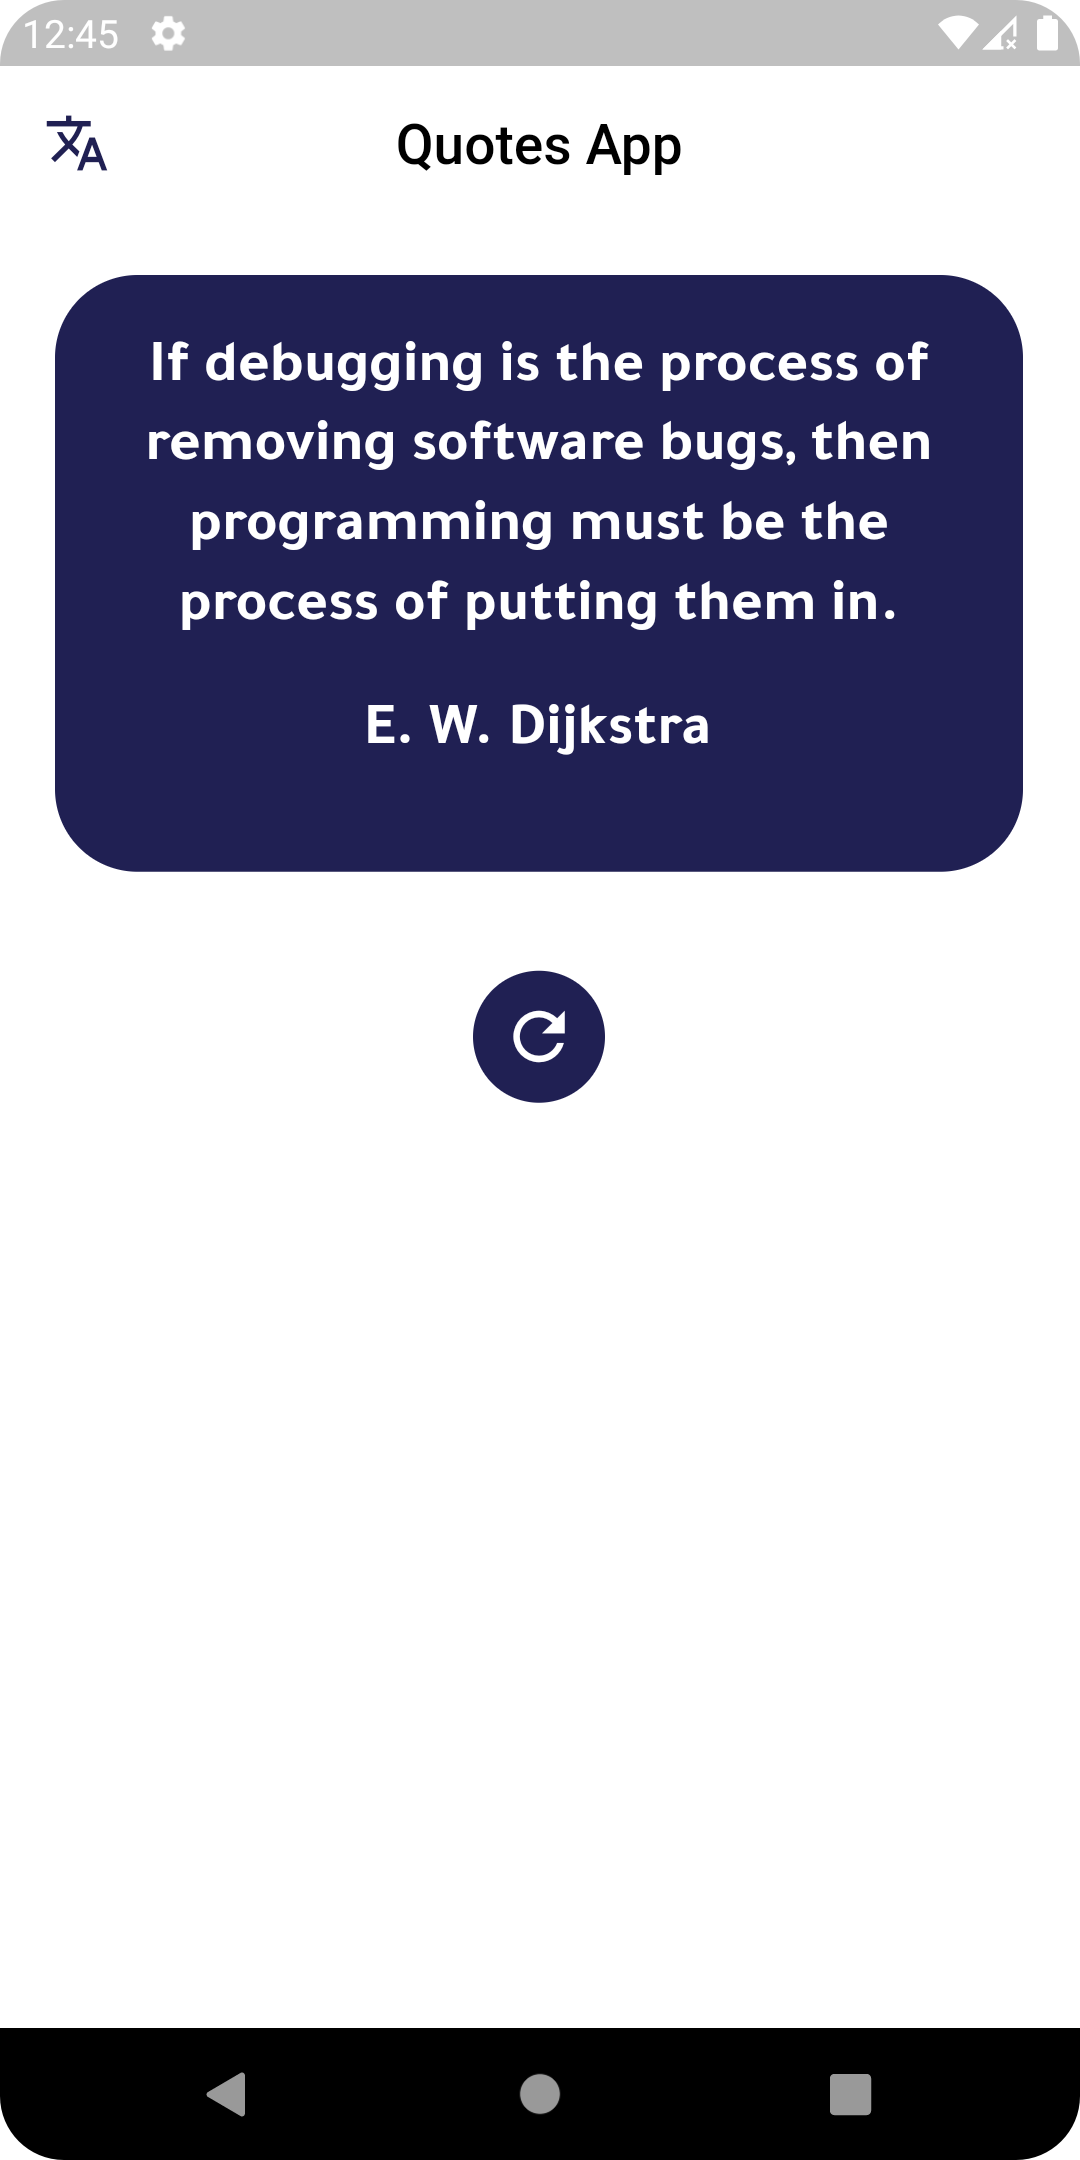 12:45
Quotes App
If debugging is the process of
removing software bugs, then
programming must be the
process of putting them in.
E. W. Dijkstra